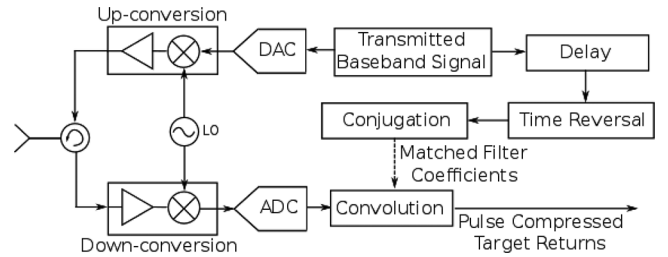 Up-conversion
DAC
Transmitted
Baseband Signal
Delay
LO
Conjugation
Time Reversal
Matched Filter
Coefficients
ADC
Convolution
Pulse Compressed
Target Returns
Down-conversion